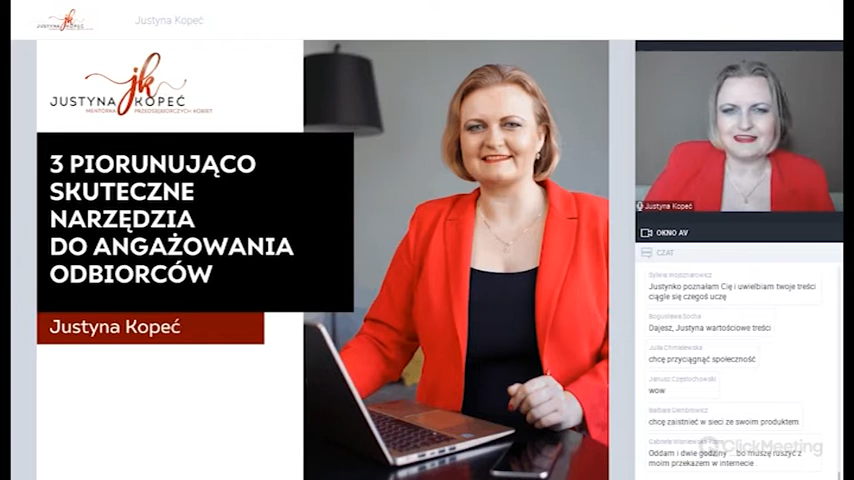 JUSTYNA KOPEĆ
Justyna Kopeć
jk
JUSTYNA KOPEĆ
MENTORKA PRZEDSIĘBIORCZYCH KOBIET
3 PIORUNUJĄCO
SKUTECZNE
NARZĘDZIA
DO ANGAŻOWANIA
ODBIORCÓW
Justyna Kopeć
Justyna Kopeć
OKNO AV
CZAT
Justynko poznałam Cię i uwielbiam twoje treści
ciągle się czegoś uczę
Bogusława Socha
Dajesz, Justyna wartościowe treści
Julia Chmielewska
chcę przyciągnąć społeczność
Janusz Częstochowski
wow
Barbara Dembowicz
chcę zaistnieć w sieci ze swoim produktem
ClickMeeting
Oddam i dwie godziny ...bo muszę ruszyć z
moim przekazem w internecie